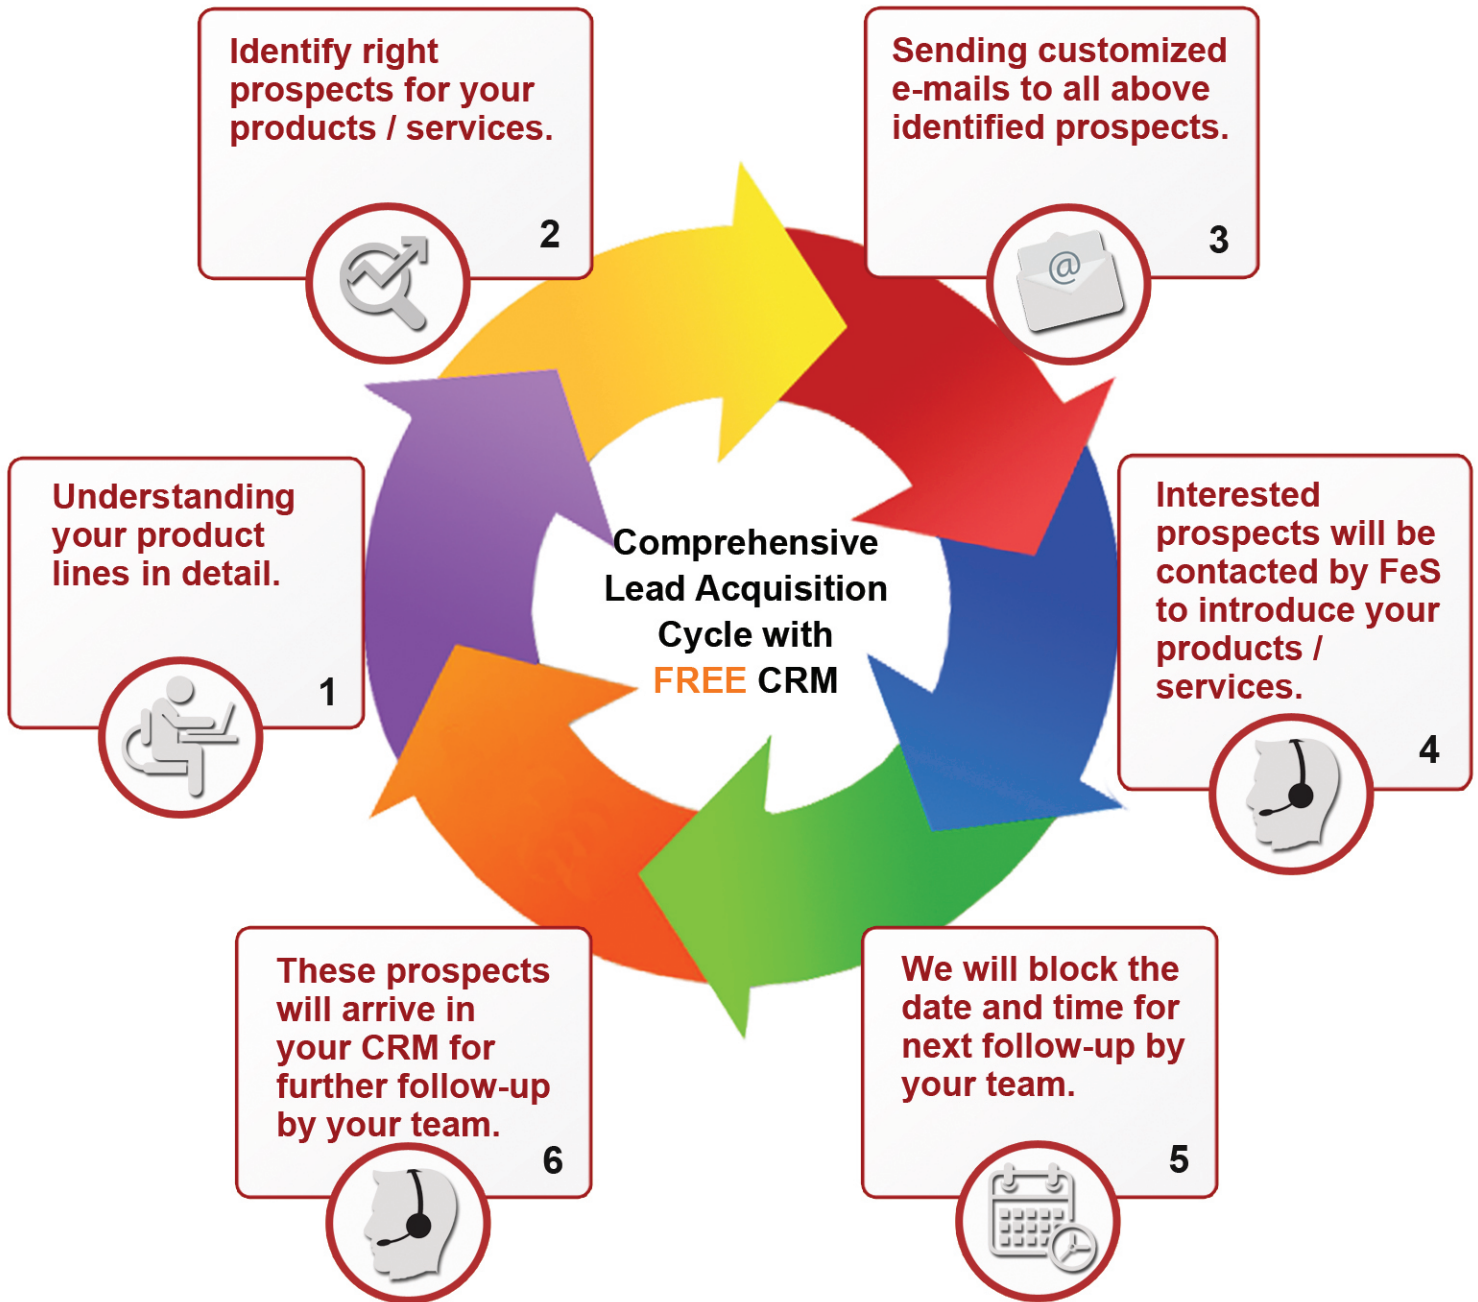 Identify right
prospects for your
products / services.
2
Sending customized
e-mails to all above
identified prospects.
@
3
Understanding
your product
lines in detail.
1
Comprehensive
Lead Acquisition
Cycle with
FREE CRM
Interested
prospects will be
contacted by FeS
to introduce your
products /
services.
4
These prospects
will arrive in
your CRM for
further follow-up
by your team.
6
We will block the
date and time for
next follow-up by
your team.
5